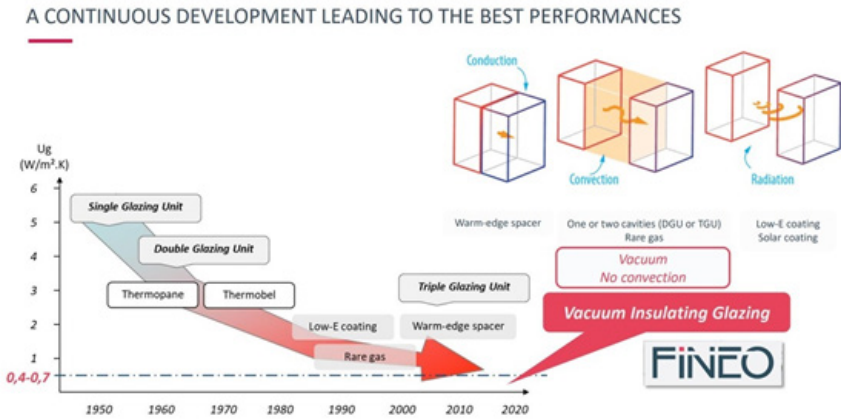 A CONTINUOUS DEVELOPMENT LEADING TO THE BEST PERFORMANCES
Conduction
Convection
Radiation
Warm-edge spacer
One or two cavities (DGU or TGU)
Rare gas
Low-E coating
Solar coating
Vacuum
No convection
Vacuum Insulating Glazing
FINEO
Ug
(W/m².K)
6
5
4
3
2
1
0,4-0,7
Single Glazing Unit
Double Glazing Unit
Thermopane
Thermobel
Triple Glazing Unit
Low-E coating
Warm-edge spacer
Rare gas
1950
1960
1970
1980
1990
2000
2010
2020